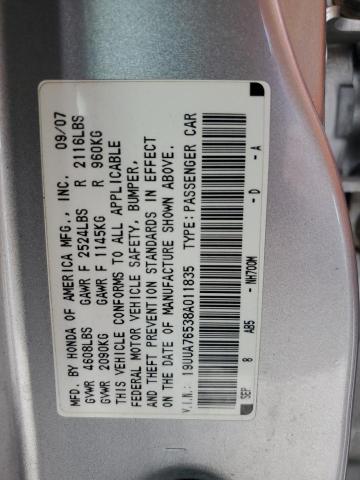 MFD. BY HONDA OF AMERICA MFG., INC. 09/07
GVWR 4608LBS GAWR F 2524LBS R 2116LBS
GVWR 2090KG GAWR F 1145KG R 960KG
THIS VEHICLE CONFORMS TO ALL APPLICABLE
FEDERAL MOTOR VEHICLE SAFETY, BUMPER,
AND THEFT PREVENTION STANDARDS IN EFFECT
ON THE DATE OF MANUFACTURE SHOWN ABOVE.
V.I.N.: 19UUA76538A011835 TYPE: PASSENGER CAR
SEP 8 AB5 - NH700M - D - A